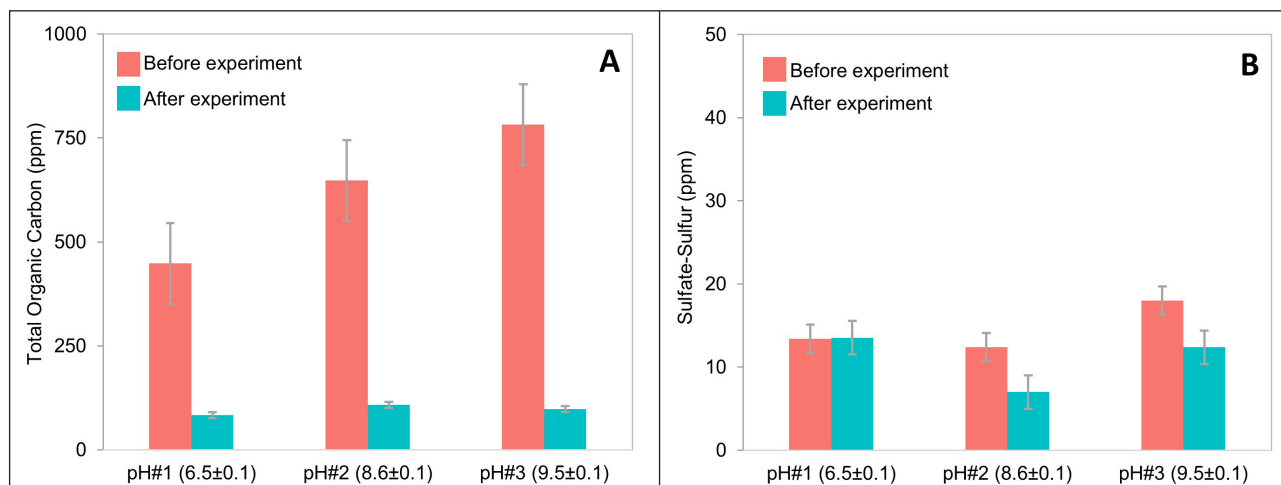 A
Before experiment
After experiment
Total Organic Carbon (ppm)
1000
750
500
250
0
pH#1 (6.5±0.1)
pH#2 (8.6±0.1)
pH#3 (9.5±0.1)
B
Before experiment
After experiment
Sulfate-Sulfur (ppm)
50
40
30
20
10
0
pH#1 (6.5±0.1)
pH#2 (8.6±0.1)
pH#3 (9.5±0.1)